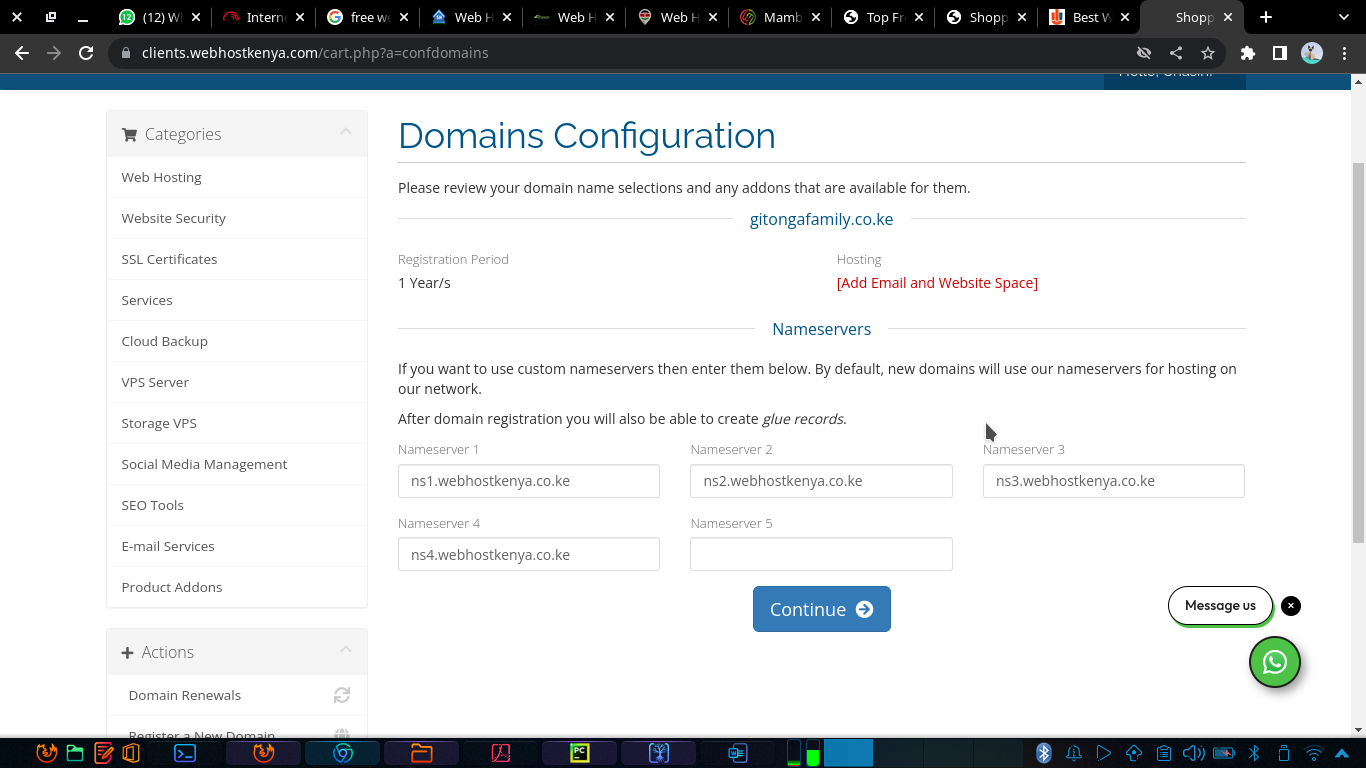 (12) W
Intern
free we
Web H
Web H
Web H
Mamb
Top Fr
Shopp
Best W
Shopp
clients.webhostkenya.com/cart.php?a=confdomains
Categories
Web Hosting
Website Security
SSL Certificates
Services
Cloud Backup
VPS Server
Storage VPS
Social Media Management
SEO Tools
E-mail Services
Product Addons
Actions
Domain Renewals
Register a New Domain
Domains Configuration
Please review your domain name selections and any addons that are available for them.
gitongafamily.co.ke
Registration Period
1 Year/s
Hosting
[Add Email and Website Space]
Nameservers
If you want to use custom nameservers then enter them below. By default, new domains will use our nameservers for hosting on
our network.
After domain registration you will also be able to create glue records.
Nameserver 1
ns1.webhostkenya.co.ke
Nameserver 2
ns2.webhostkenya.co.ke
Nameserver 3
ns3.webhostkenya.co.ke
Nameserver 4
ns4.webhostkenya.co.ke
Nameserver 5
Continue
Message us
PC